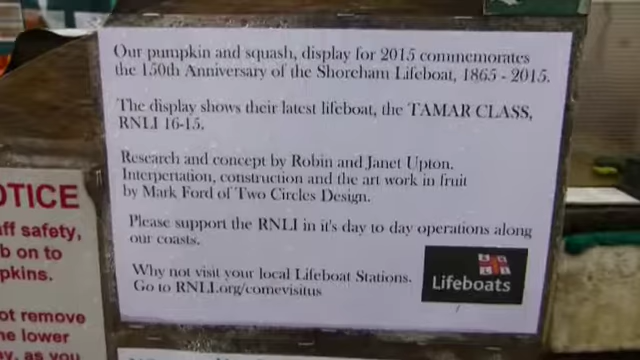 Our pumpkin and squash, display for 2015 commemorates
the 150th Anniversary of the Shoreham Lifeboat, 1865 - 2015.
The display shows their latest lifeboat, the TAMAR CLASS,
RNLI 16-15.
Research and concept by Robin and Janet Upton.
Interpertation, construction and the art work in fruit
by Mark Ford of Two Circles Design.
Please support the RNLI in it's day to day operations along
our coasts.
Why not visit your local Lifeboat Stations.
Go to RNLI.org/comevisitus
Lifeboats
OTICE
ff safety,
b on to
pkins.
ot remove
he lower
as you